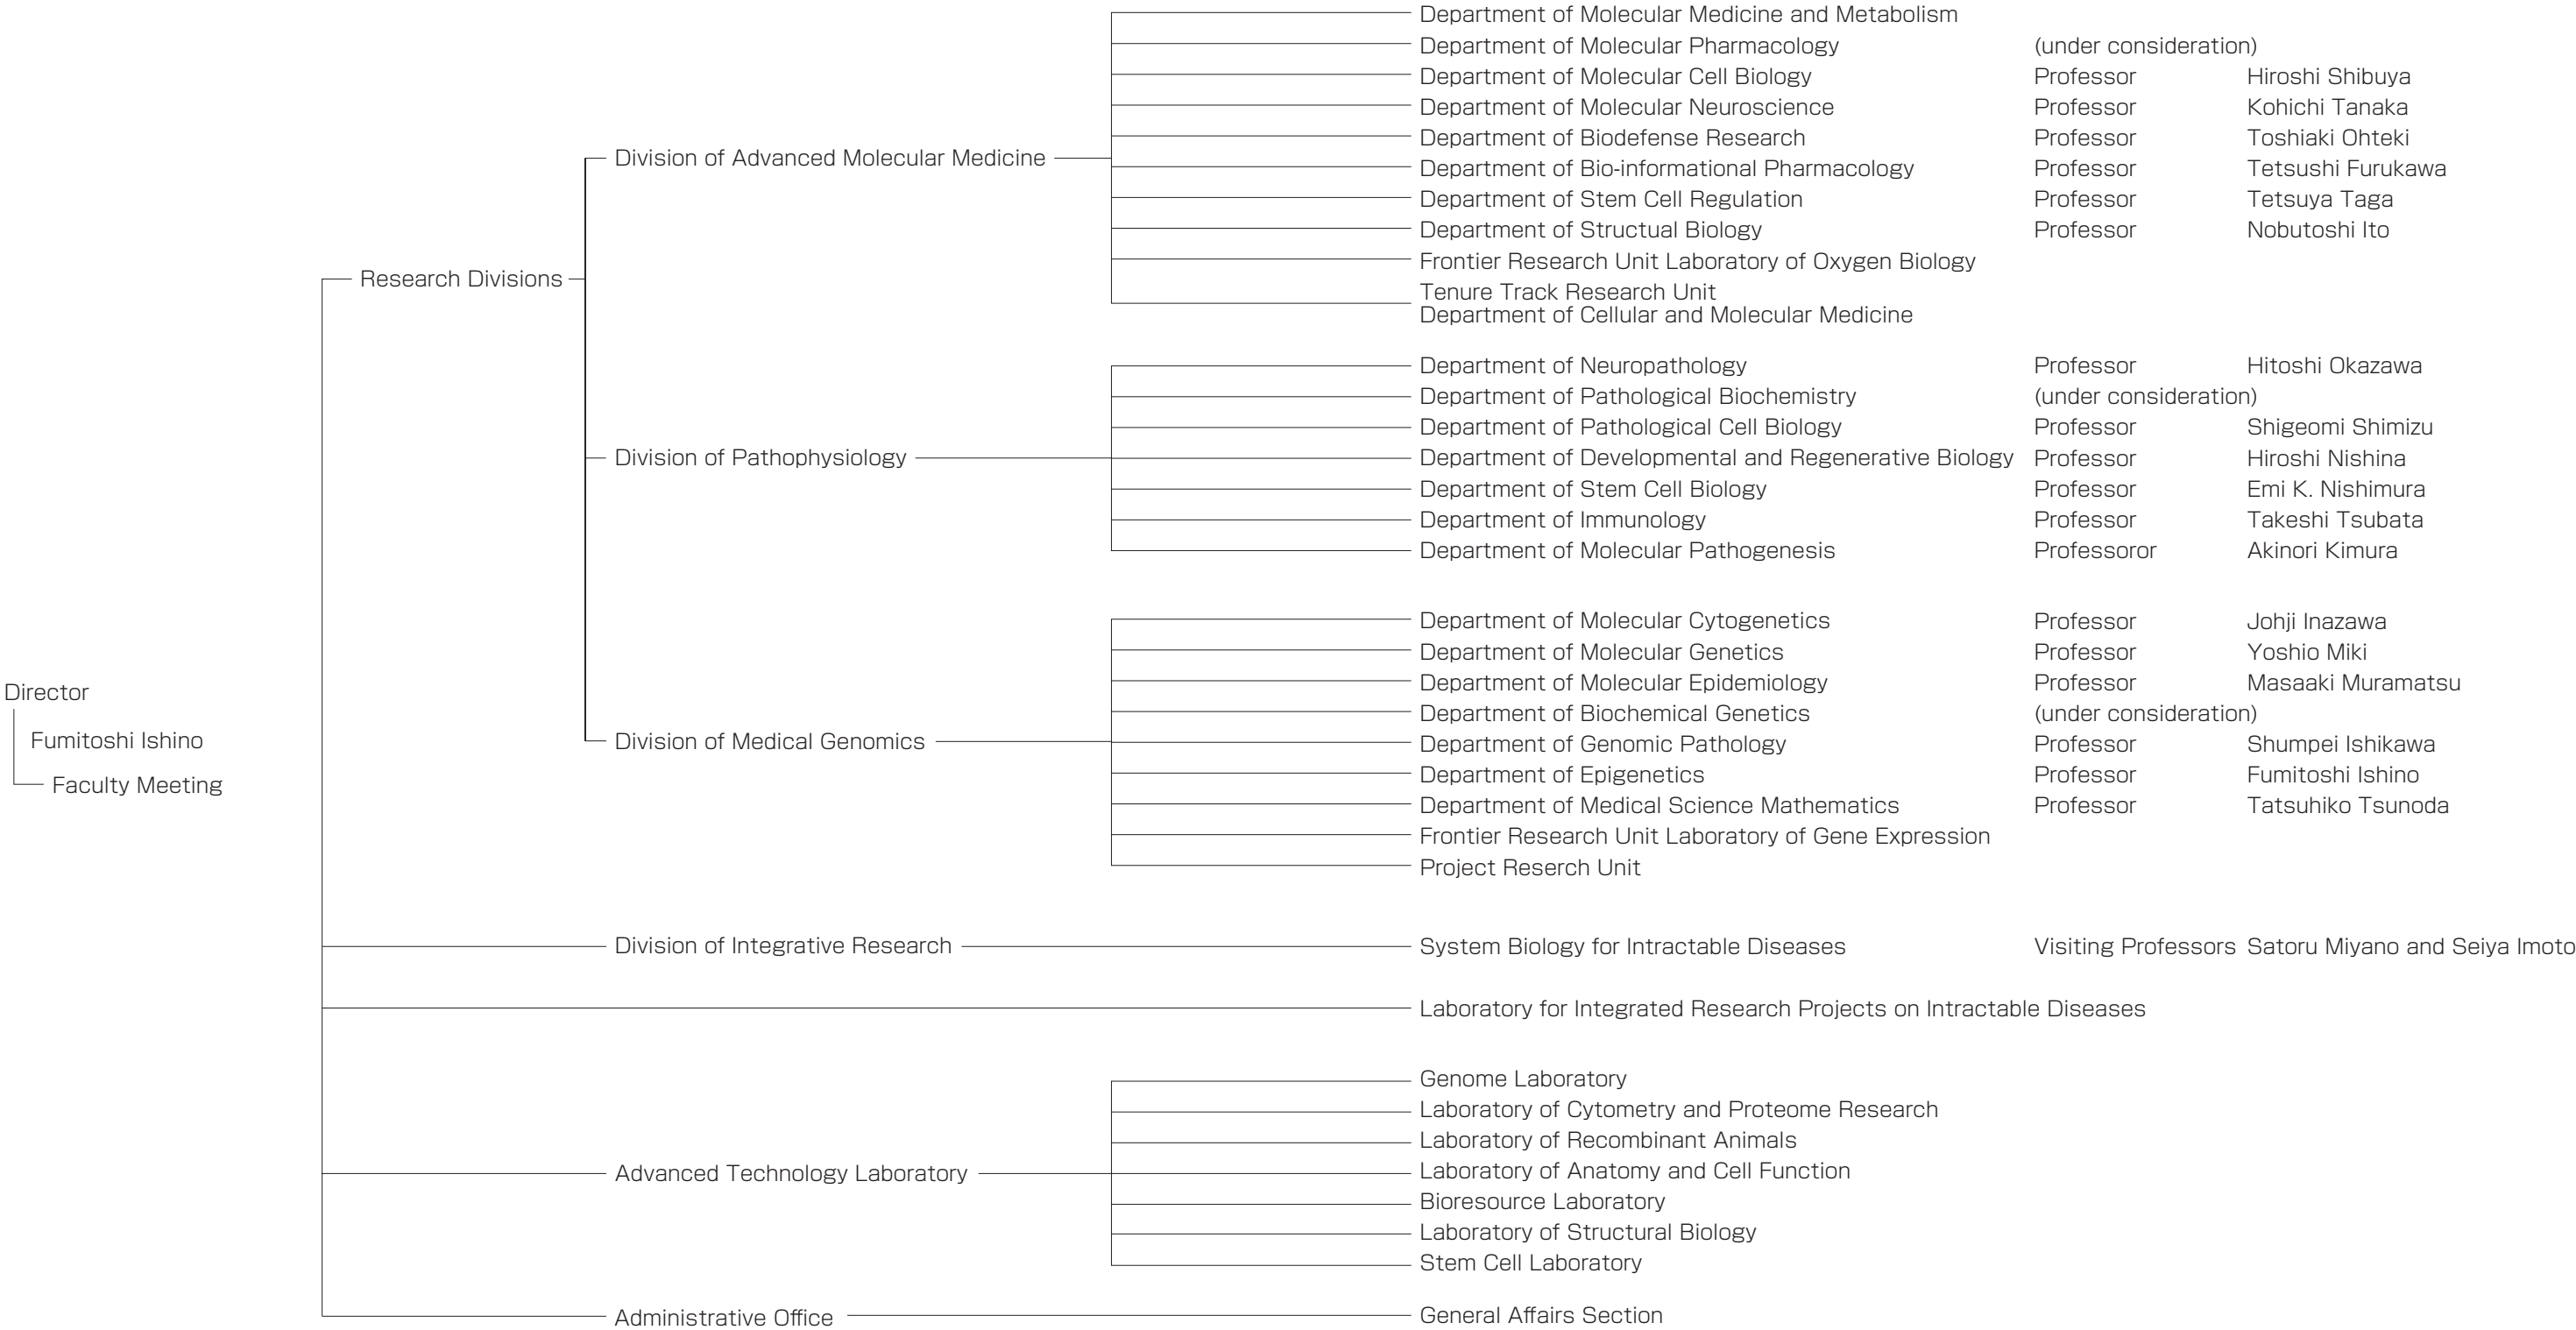 Department of Molecular Medicine and Metabolism
Department of Molecular Pharmacology (under consideration)
Department of Molecular Cell Biology Professor Hiroshi Shibuya
Department of Molecular Neuroscience Professor Kohichi Tanaka
Department of Biodefense Research Professor Toshiaki Ohteki
Division of Advanced Molecular Medicine
Department of Bio-informational Pharmacology Professor Tetsushi Furukawa
Department of Stem Cell Regulation Professor Tetsuya Taga
Department of Structual Biology Professor Nobutoshi Ito
Frontier Research Unit Laboratory of Oxygen Biology
Research Divisions
Tenure Track Research Unit
Department of Cellular and Molecular Medicine
Department of Neuropathology Professor Hitoshi Okazawa
Department of Pathological Biochemistry (under consideration)
Department of Pathological Cell Biology Professor Shigeomi Shimizu
Division of Pathophysiology
Department of Developmental and Regenerative Biology Professor Hiroshi Nishina
Department of Stem Cell Biology Professor Emi K. Nishimura
Department of Immunology Professor Takeshi Tsubata
Department of Molecular Pathogenesis Professoror Akinori Kimura
Department of Molecular Cytogenetics Professor Johji Inazawa
Department of Molecular Genetics Professor Yoshio Miki
Department of Molecular Epidemiology Professor Masaaki Muramatsu
Director
Department of Biochemical Genetics (under consideration)
Fumitoshi Ishino
Division of Medical Genomics
Department of Genomic Pathology Professor Shumpei Ishikawa
Department of Epigenetics Professor Fumitoshi Ishino
Faculty Meeting
Department of Medical Science Mathematics Professor Tatsuhiko Tsunoda
Frontier Research Unit Laboratory of Gene Expression
Project Reserch Unit
Division of Integrative Research System Biology for Intractable Diseases Visiting Professors Satoru Miyano and Seiya Imoto
Laboratory for Integrated Research Projects on Intractable Diseases
Genome Laboratory
Laboratory of Cytometry and Proteome Research
Laboratory of Recombinant Animals
Advanced Technology Laboratory
Laboratory of Anatomy and Cell Function
Bioresource Laboratory
Laboratory of Structural Biology
Stem Cell Laboratory
Administrative Office General Affairs Section